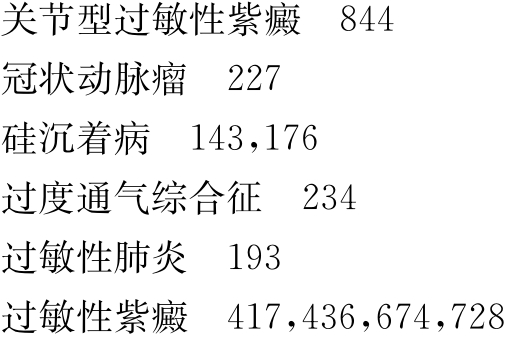 关节型过敏性紫癜　844
冠状动脉瘤　227
硅沉着病　143,176
过度通气综合征　234
过敏性肺炎　193
过敏性紫癜　417,436,674,728